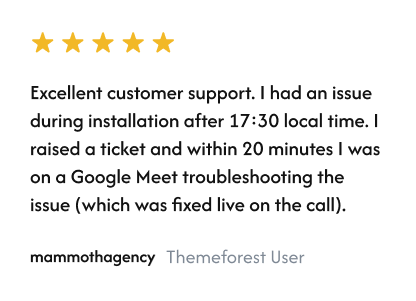 Excellent customer support. I had an issue
during installation after 17:30 local time. I
raised a ticket and within 20 minutes I was
on a Google Meet troubleshooting the
issue (which was fixed live on the call).
mammothagency Themeforest User